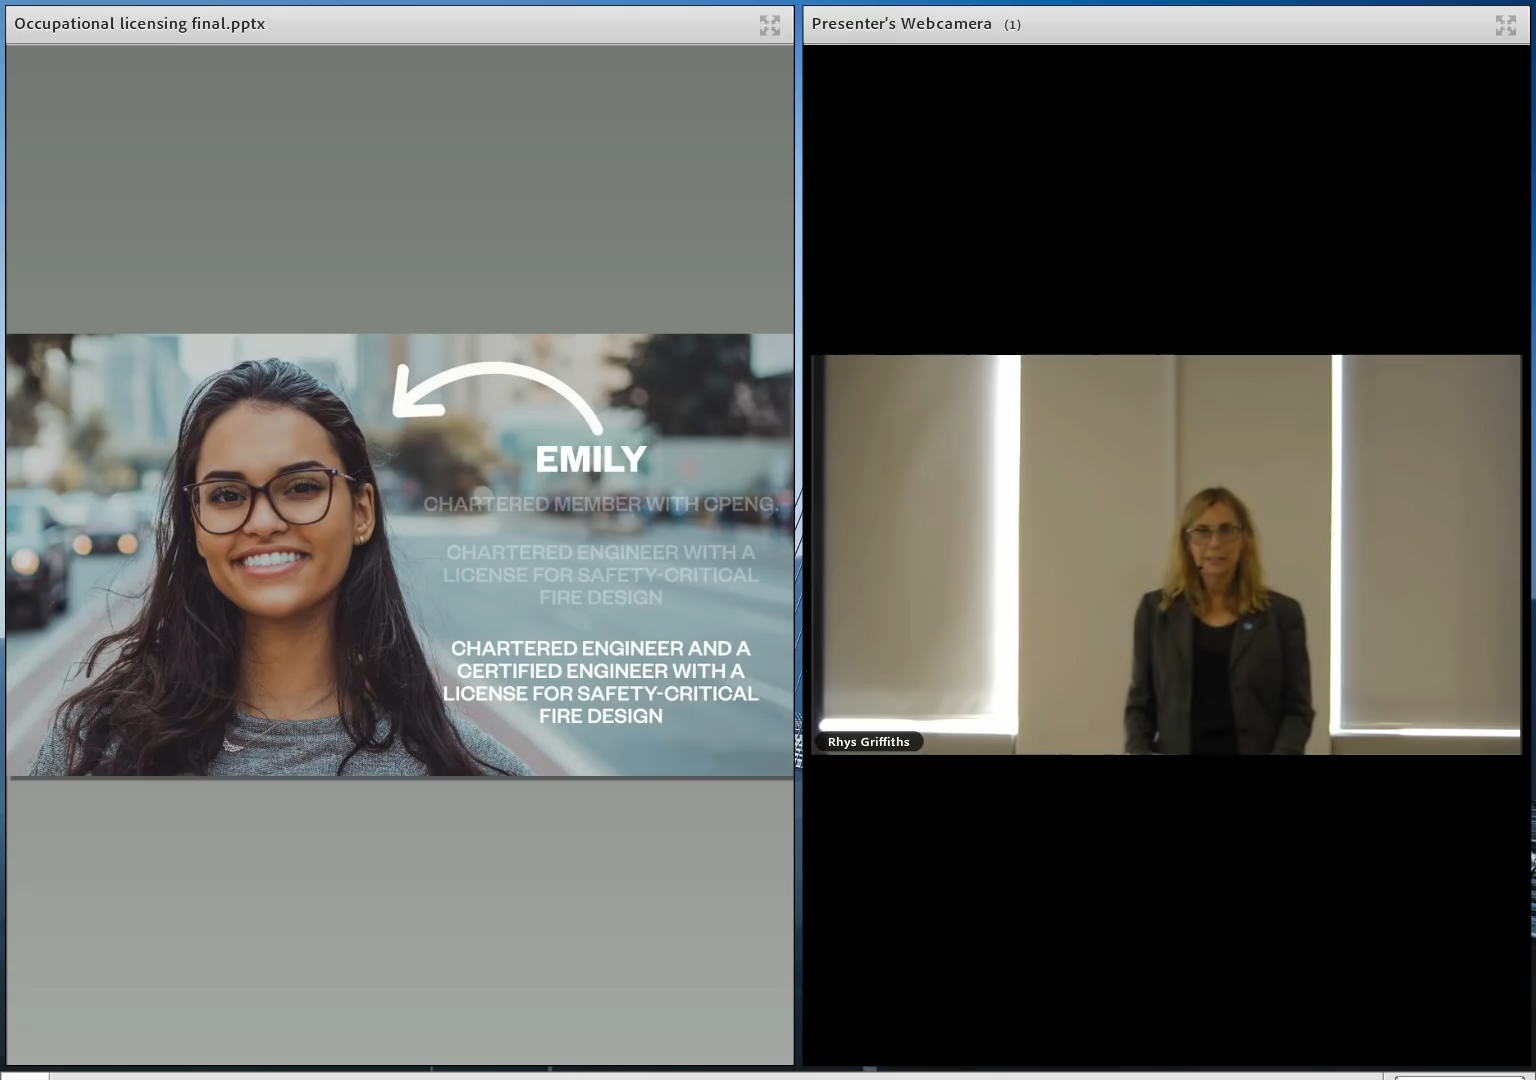 Occupational licensing final.pptx
Presenter's Webcamera (1)
EMILY
CHARTERED MEMBER WITH CPENG.
CHARTERED ENGINEER WITH A
LICENSE FOR SAFETY-CRITICAL
FIRE DESIGN
CHARTERED ENGINEER AND A
CERTIFIED ENGINEER WITH A
LICENSE FOR SAFETY-CRITICAL
FIRE DESIGN
Rhys Griffiths